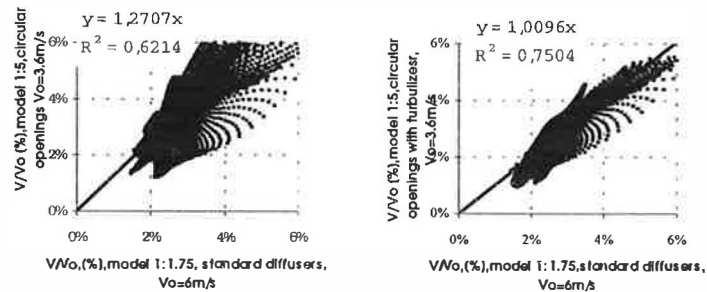 y = 1,2707x
R² = 0,6214
V/Vo (%), model 1:5, circular
openings Vo=3.6m/s
6%
4%
2%
0%
0% 2% 4% 6%
V/Vo,(%),model 1:1.75, standard diffusers,
Vo=6m/s
y = 1,0096x
R² = 0,7504
V/Vo (%), model 1:5, circular
openings with turbulizesr,
Vo=3.6m/s
6%
4%
2%
0%
0% 2% 4% 6%
V/Vo,(%),model 1:1.75,standard diffusers,
Vo=6m/s